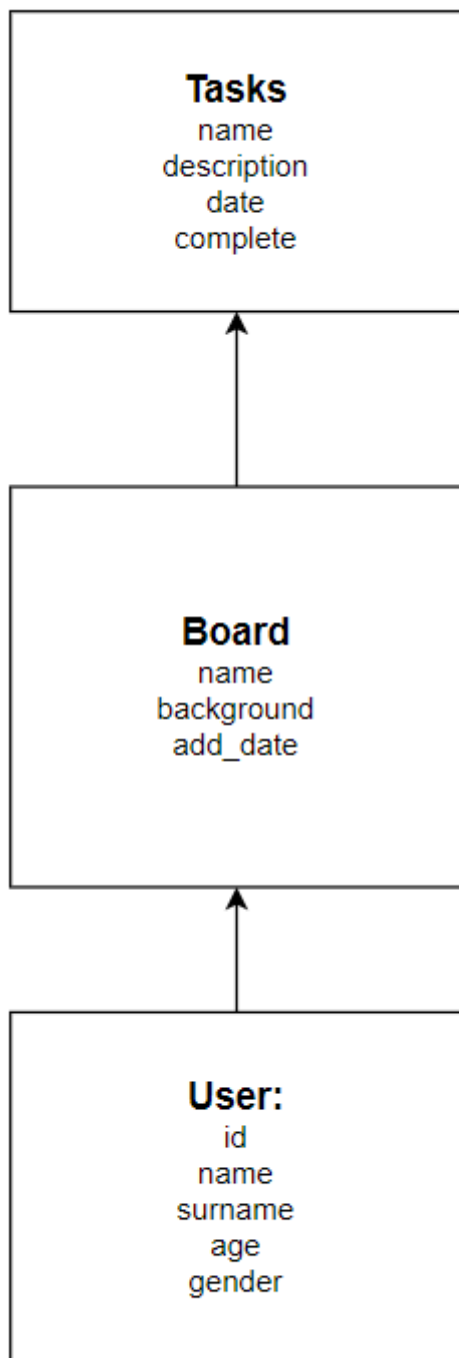 Tasks
name
description
date
complete
Board
name
background
add_date
User:
id
name
surname
age
gender